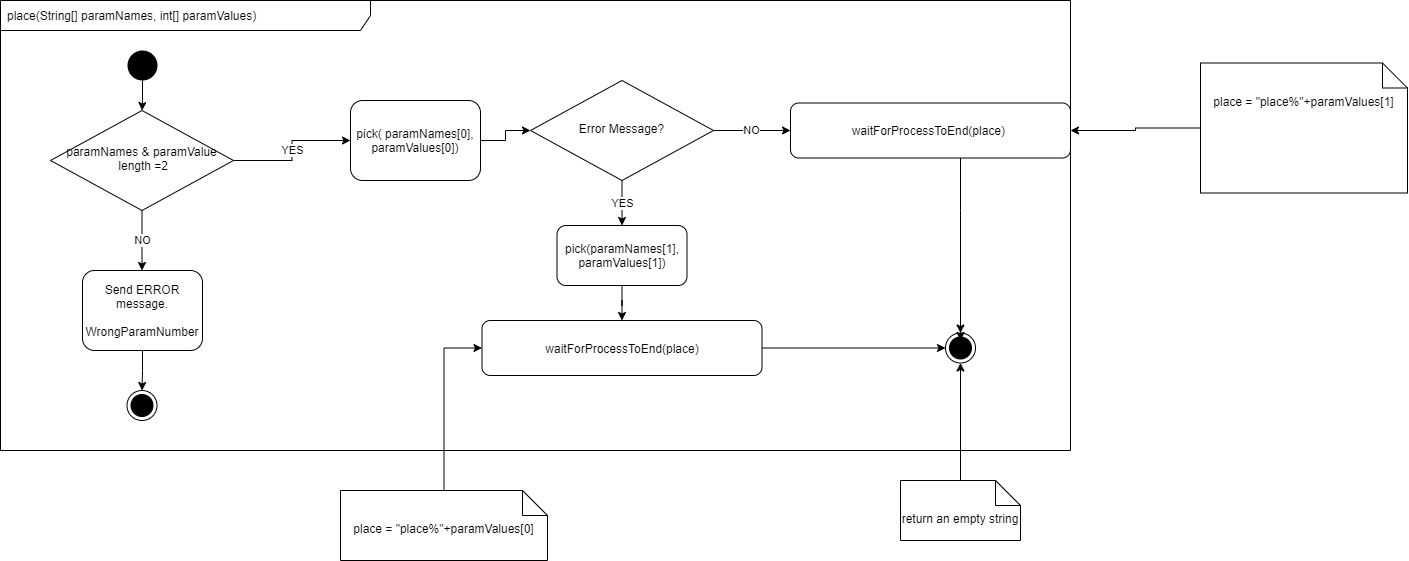 place(String[] paramNames, int[] paramValues)
paramNames & paramValue
length =2
YES
pick( paramNames[0],
paramValues[0])
Error Message?
NO
waitForProcessToEnd(place)
place = "place%"+paramValues[1]
NO
YES
Send ERROR
message.
WrongParamNumber
pick(paramNames[1],
paramValues[1])
waitForProcessToEnd(place)
place = "place%"+paramValues[0]
return an empty string